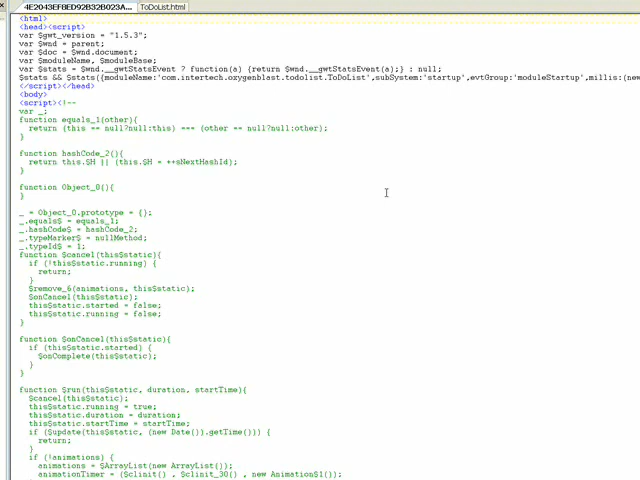 4E2043EFBED92B32B023A... ToDoList.html
<html>
<head><script>
var $gwt_version = "1.5.3";
var $wnd = parent;
var $doc = $wnd.document;
var $moduleName, $moduleBase;
var $stats = $wnd.__gwtStatsEvent ? function(a) {return $wnd.__gwtStatsEvent(a);} : null;
$stats && $stats({moduleName:'com.intertech.oxygenblast.todolist.ToDoList',subSystem:'startup',evtGroup:'moduleStartup',millis:(new
</script></head>
<body>
<script><!--
var _;
function equals_1(other){
return (this == null?null:this) === (other == null?null:other);
}
function hashCode_2(){
return this.$H || (this.$H = ++sNextHashId);
}
function Object_0(){
}
_ = Object_0.prototype = {};
_.equals$ = equals_1;
_.hashCode$ = hashCode_2;
_.typeMarker$ = nullMethod;
_.typeId$ = 1;
function $cancel(this$static){
if (!this$static.running) {
return;
}
$remove_6(animations, this$static);
$onCancel(this$static);
this$static.started = false;
this$static.running = false;
}
function $onCancel(this$static){
if (this$static.started) {
$onComplete(this$static);
}
}
function $run(this$static, duration, startTime){
$cancel(this$static);
this$static.running = true;
this$static.duration = duration;
this$static.startTime = startTime;
if ($update(this$static, (new Date()).getTime())) {
return;
}
if (!animations) {
animations = $ArrayList(new ArrayList());
animationTimer = ($clinit() , $clinit_30() , new Animation$1());